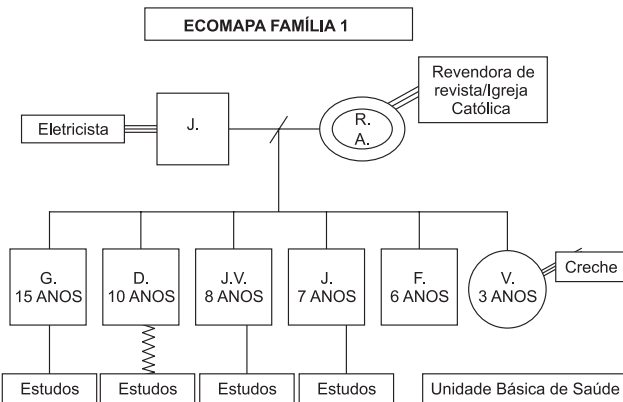 ECOMAPA FAMÍLIA 1
Revendora de
revista/Igreja
Católica
Eletricista
J.
R.
A.
G.
15 ANOS
D.
10 ANOS
J.V.
8 ANOS
J.
7 ANOS
F.
6 ANOS
V.
3 ANOS
Creche
Estudos
Estudos
Estudos
Estudos
Unidade Básica de Saúde